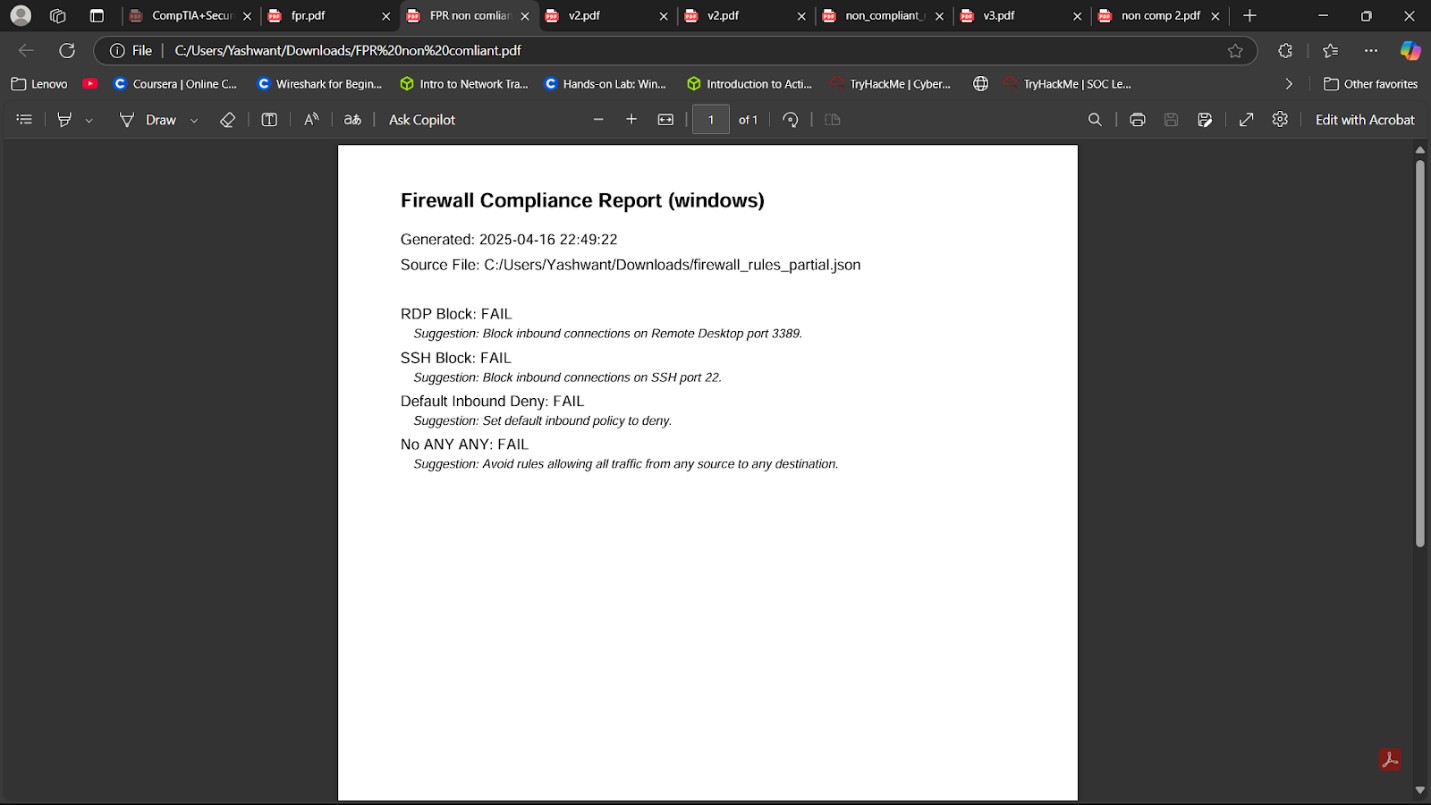 CompTIA+Secur
fpr.pdf
FPR non comlian
v2.pdf
v2.pdf
non_compliant_
v3.pdf
non comp 2.pdf
File
C:/Users/Yashwant/Downloads/FPR%20non%20comliant.pdf
Lenovo
Coursera | Online C...
Wireshark for Begin...
Intro to Network Tra...
Hands-on Lab: Win...
Introduction to Acti...
TryHackMe | Cyber...
TryHackMe | SOC Le...
Other favorites
Draw
Ask Copilot
1 of 1
Edit with Acrobat
Firewall Compliance Report (windows)
Generated: 2025-04-16 22:49:22
Source File: C:/Users/Yashwant/Downloads/firewall_rules_partial.json
RDP Block: FAIL
Suggestion: Block inbound connections on Remote Desktop port 3389.
SSH Block: FAIL
Suggestion: Block inbound connections on SSH port 22.
Default Inbound Deny: FAIL
Suggestion: Set default inbound policy to deny.
No ANY ANY: FAIL
Suggestion: Avoid rules allowing all traffic from any source to any destination.